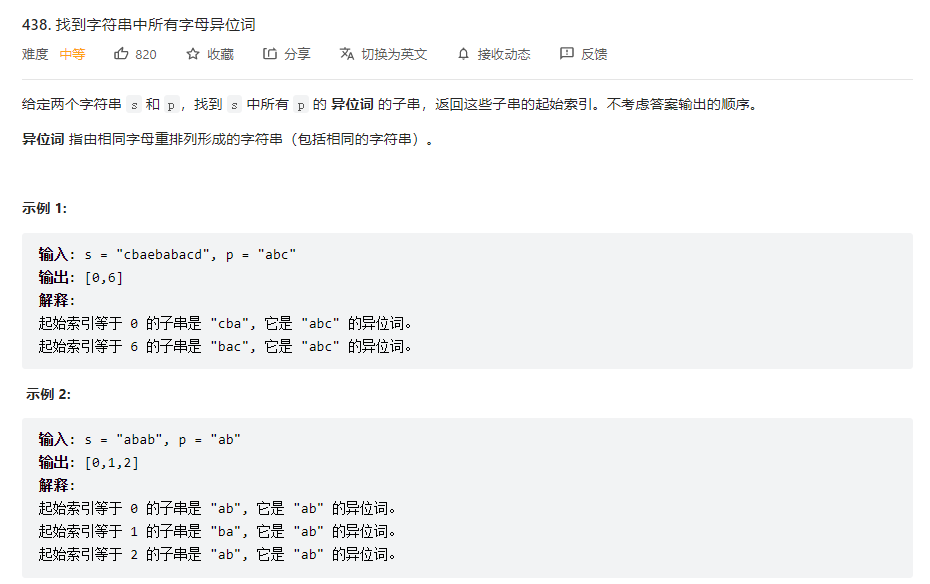 438. 找到字符串中所有字母异位词
难度 中等 820 收藏 分享 切换为英文 接收动态 反馈
给定两个字符串 s 和 p，找到 s 中所有 p 的 异位词 的子串，返回这些子串的起始索引。不考虑答案输出的顺序。
异位词 指由相同字母重排列形成的字符串（包括相同的字符串）。
示例 1:
输入: s = "cbaebabacd", p = "abc"
输出: [0,6]
解释:
起始索引等于 0 的子串是 "cba", 它是 "abc" 的异位词。
起始索引等于 6 的子串是 "bac", 它是 "abc" 的异位词。
示例 2:
输入: s = "abab", p = "ab"
输出: [0,1,2]
解释:
起始索引等于 0 的子串是 "ab", 它是 "ab" 的异位词。
起始索引等于 1 的子串是 "ba", 它是 "ab" 的异位词。
起始索引等于 2 的子串是 "ab", 它是 "ab" 的异位词。